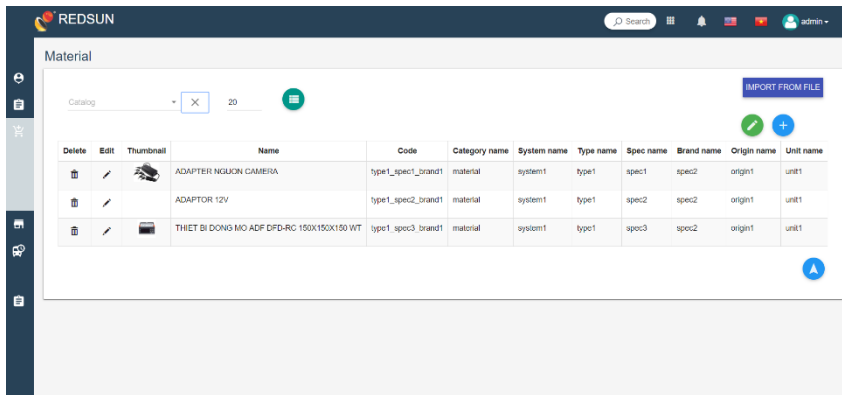 REDSUN
Search
admin
Material
Catalog 20
IMPORT FROM FILE
Delete Edit Thumbnail Name Code Category name System name Type name Spec name Brand name Origin name Unit name
ADAPTER NGUON CAMERA type1_spec1_brand1 material system1 type1 spec1 spec2 origin1 unit1
ADAPTOR 12V type1_spec2_brand1 material system1 type1 spec2 spec2 origin1 unit1
THIET BI DONG MO ADF DFD-RC 150X150X150 WT type1_spec3_brand1 material system1 type1 spec3 spec2 origin1 unit1